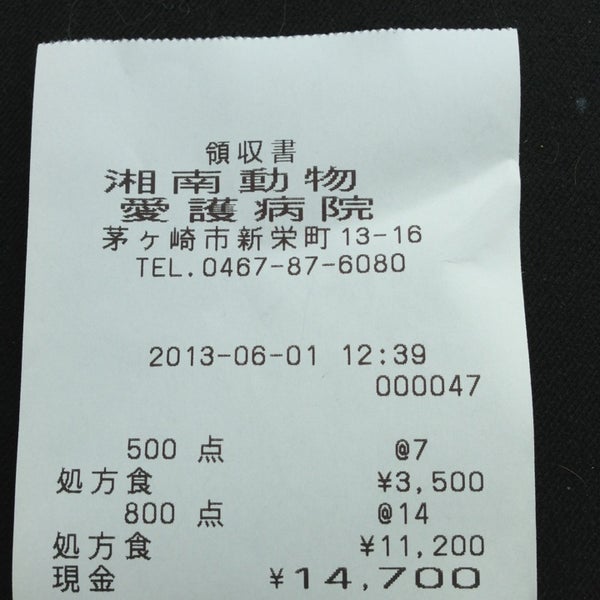 領収書
湘南動物
愛護病院
茅ヶ崎市新栄町13-16
TEL.0467-87-6080
2013-06-01 12:39
000047
500 点 @7
処方食 ¥3,500
800 点 @14
処方食 ¥11,200
現金 ¥14,700